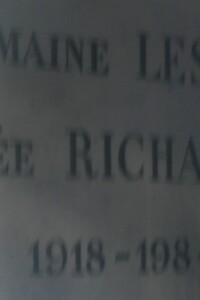 MAINE LES
ÉE RICHA
1918-198